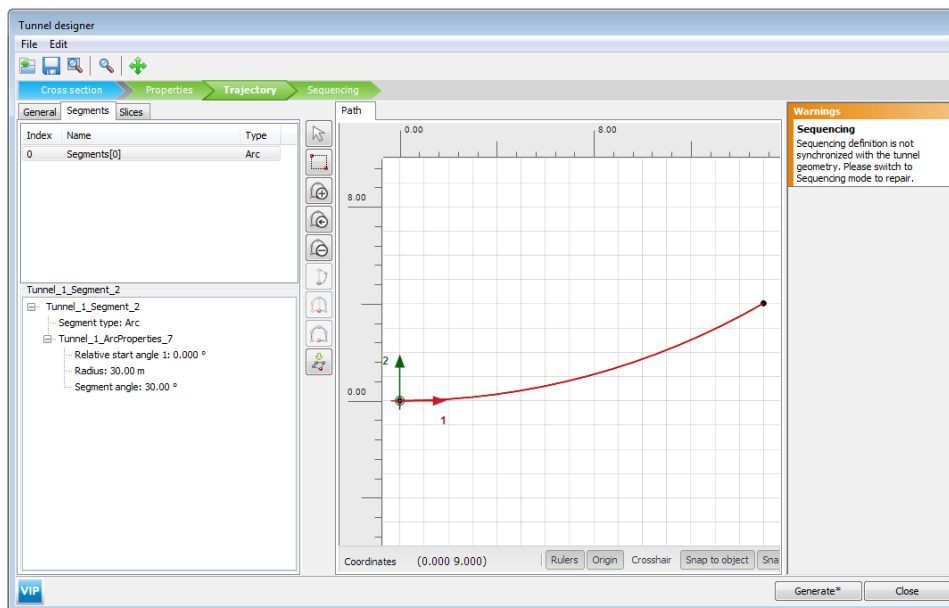 Tunnel designer
File Edit
Cross section Properties Trajectory Sequencing
General Segments Slices
Index Name Type
0 Segments[0] Arc
Tunnel_1_Segment_2
Tunnel_1_Segment_2
Segment type: Arc
Tunnel_1_ArcProperties_7
Relative start angle 1: 0.000 °
Radius: 30.00 m
Segment angle: 30.00 °
Path
0.00 8.00
8.00
0.00
2
1
Coordinates (0.000 9.000) Rulers Origin Crosshair Snap to object Sna
Warnings
Sequencing
Sequencing definition is not
synchronized with the tunnel
geometry. Please switch to
Sequencing mode to repair.
VIP
Generate* Close